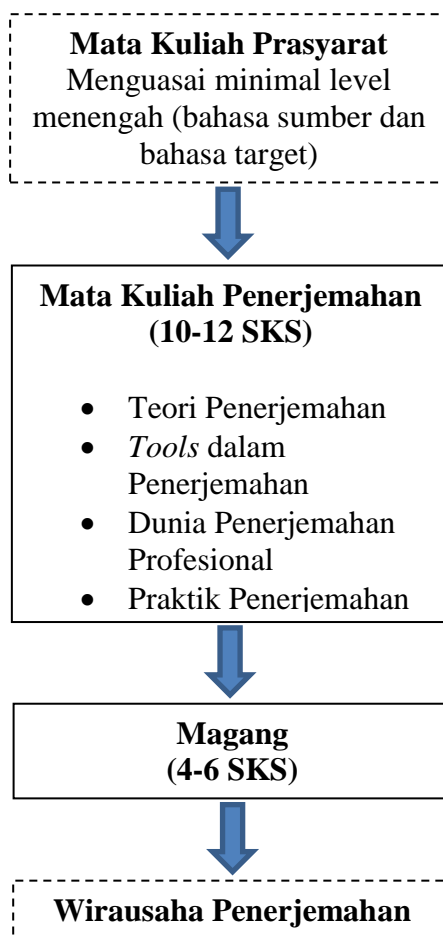 Mata Kuliah Prasyarat
Menguasai minimal level
menengah (bahasa sumber dan
bahasa target)
Mata Kuliah Penerjemahan
(10-12 SKS)
• Teori Penerjemahan
• Tools dalam
Penerjemahan
• Dunia Penerjemahan
Profesional
• Praktik Penerjemahan
Magang
(4-6 SKS)
Wirausaha Penerjemahan